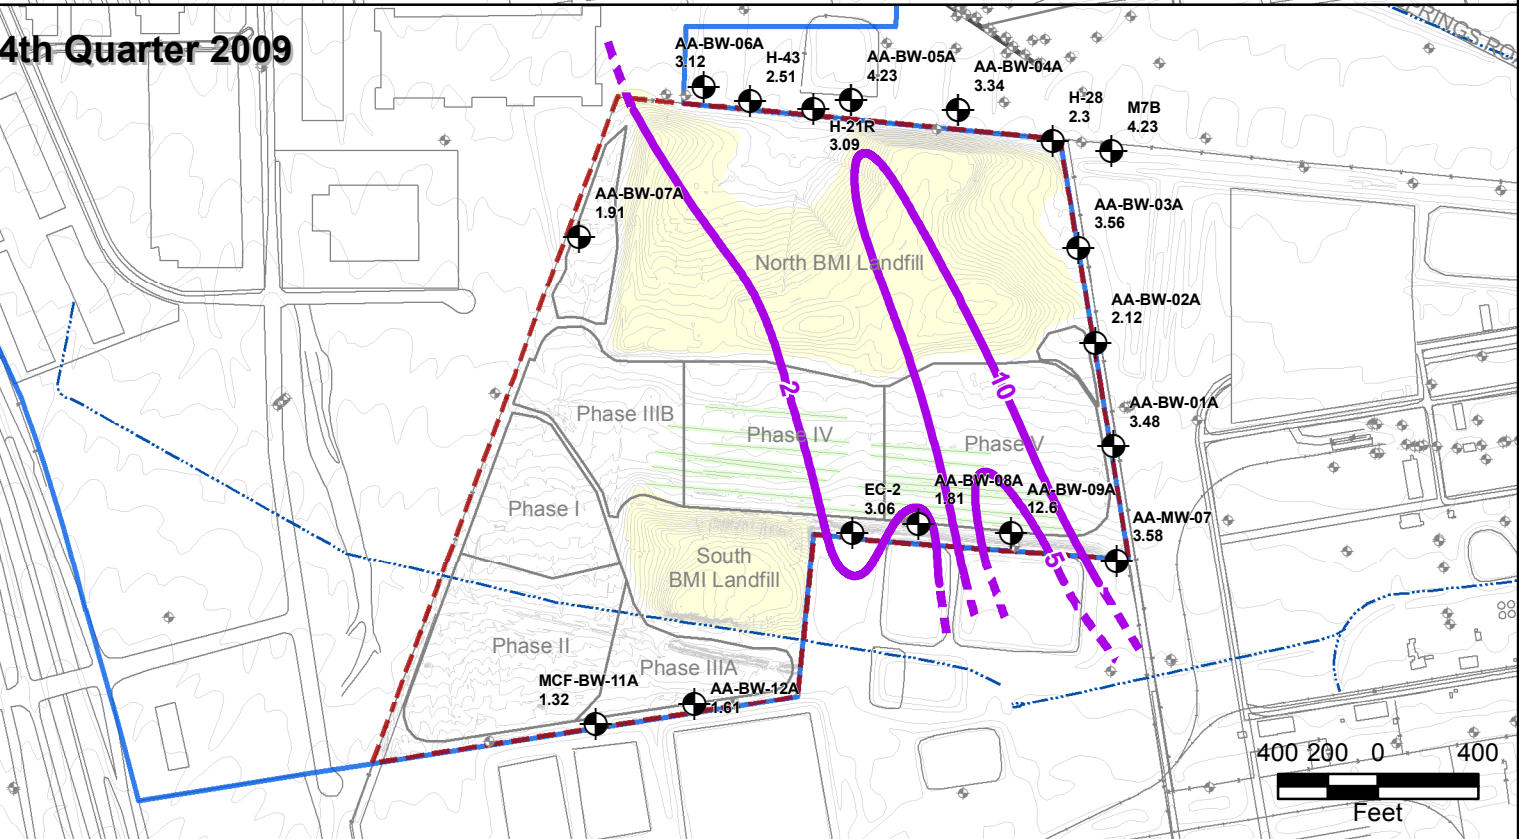 4th Quarter 2009
AA-BW-06A
3.12
H-43
2.51
AA-BW-05A
4.23
AA-BW-04A
3.34
H-28
2.3
M7B
4.23
H-21R
3.09
AA-BW-07A
1.91
AA-BW-03A
3.56
North BMI Landfill
AA-BW-02A
2.12
2
10
AA-BW-01A
3.48
Phase IIIB
Phase IV
Phase V
EC-2
3.06
AA-BW-08A
1.81
AA-BW-09A
12.6
AA-MW-07
3.58
Phase I
South
BMI Landfill
5
Phase II
Phase IIIA
MCF-BW-11A
1.32
AA-BW-12A
1.61
400 200 0 400
Feet